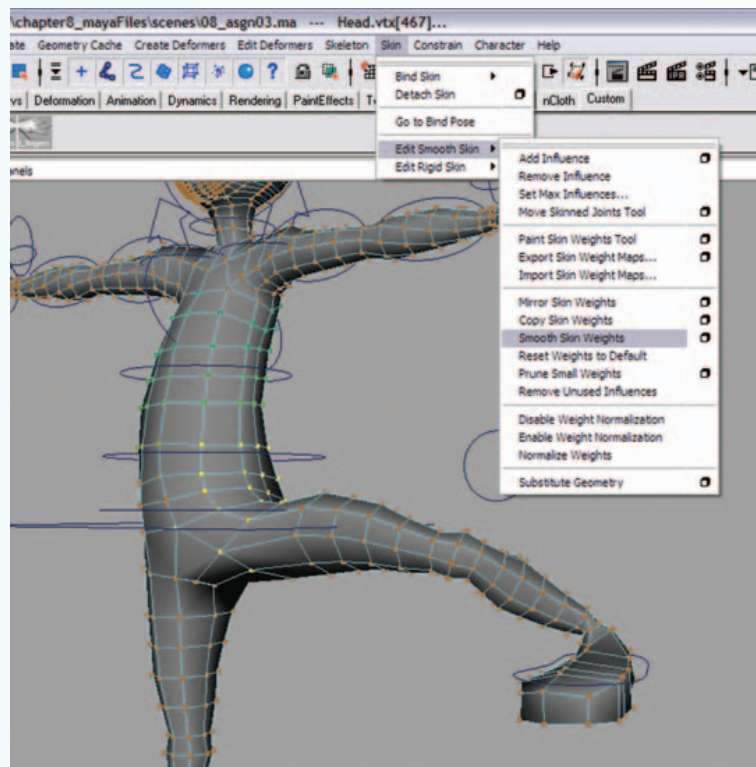 \chapter8_mayaFiles\scenes\08_asgn03.ma --- Head.vtx[467]...
ate Geometry Cache Create Deformers Edit Deformers Skeleton Skin Constrain Character Help
vs Deformation Animation Dynamics Rendering PaintEffects nCloth Custom
anels
Bind Skin
Detach Skin
Go to Bind Pose
Edit Smooth Skin
Edit Rigid Skin
Add Influence
Remove Influence
Set Max Influences...
Move Skinned Joints Tool
Paint Skin Weights Tool
Export Skin Weight Maps...
Import Skin Weight Maps...
Mirror Skin Weights
Copy Skin Weights
Smooth Skin Weights
Reset Weights to Default
Prune Small Weights
Remove Unused Influences
Disable Weight Normalization
Enable Weight Normalization
Normalize Weights
Substitute Geometry